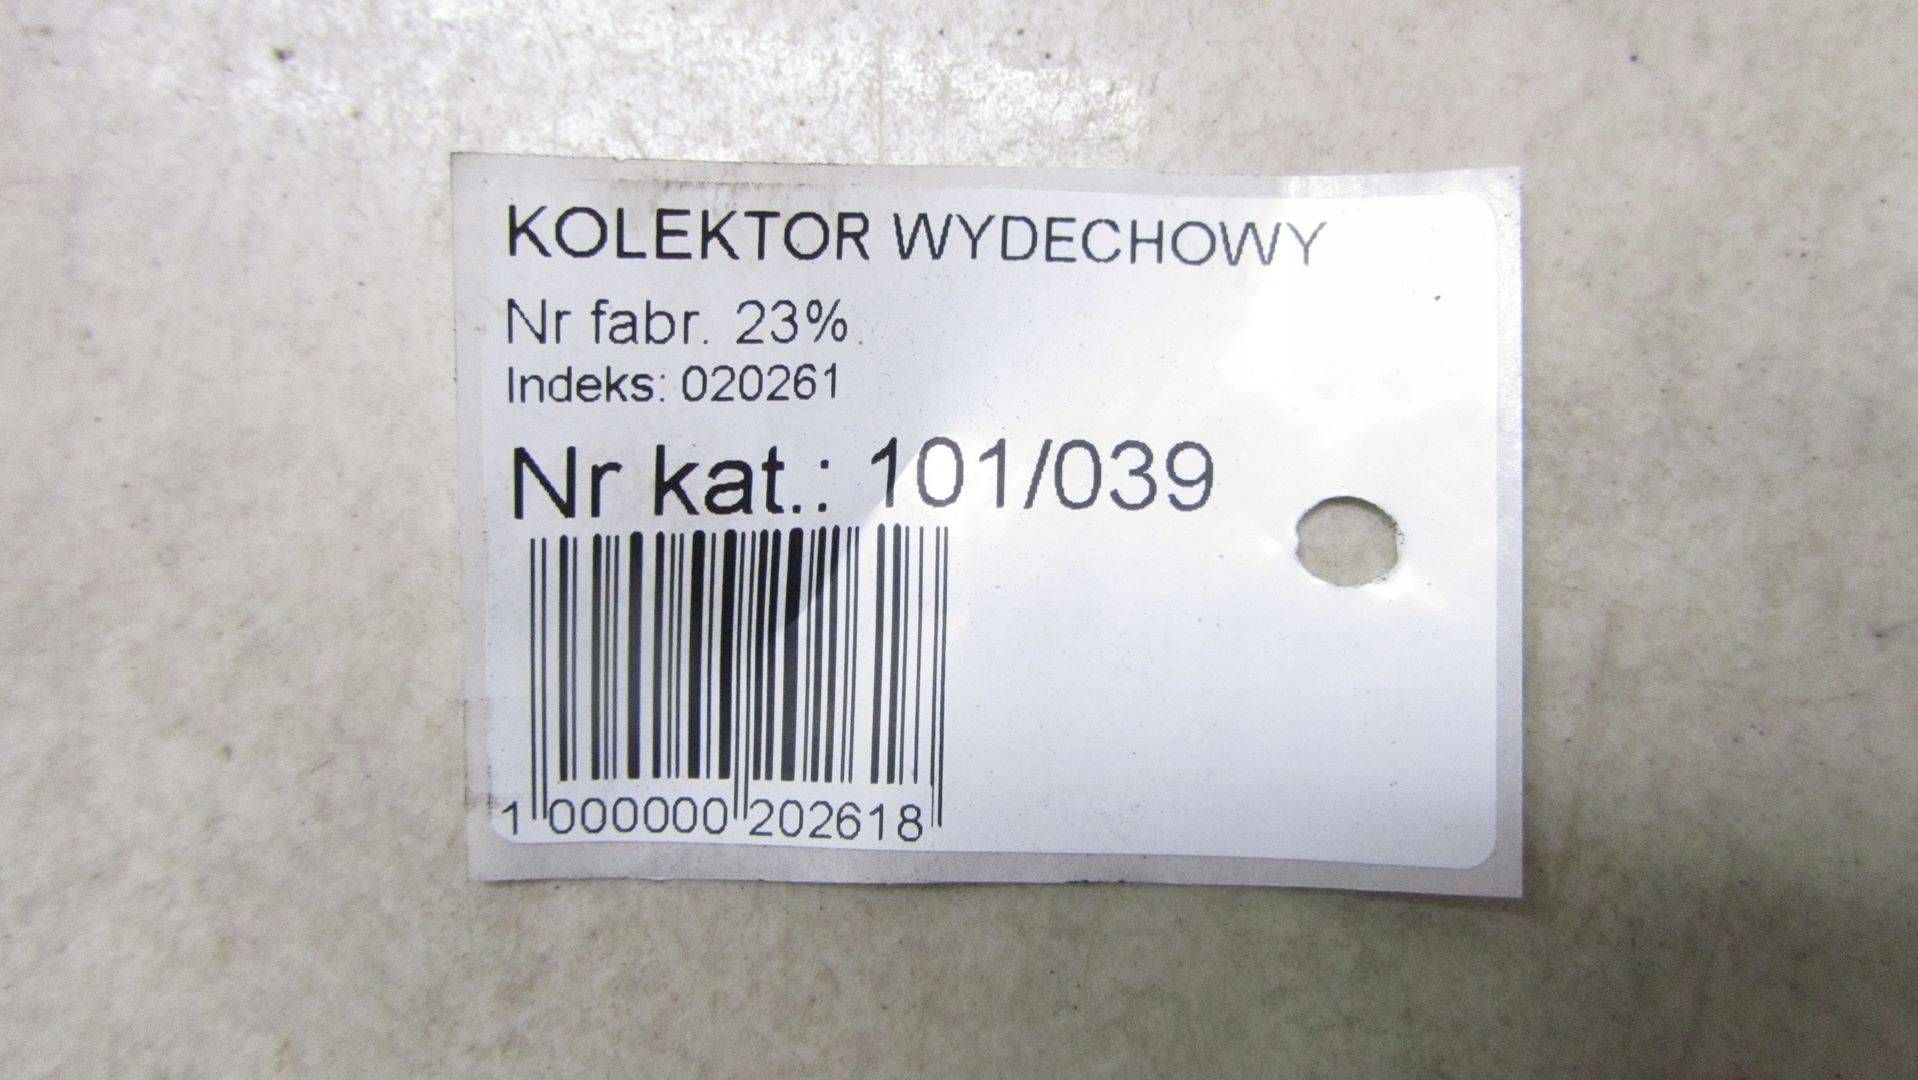 KOLEKTOR WYDECHOWY
Nr fabr. 23%.
Indeks: 020261
Nr kat.: 101/039
1 000000 202618